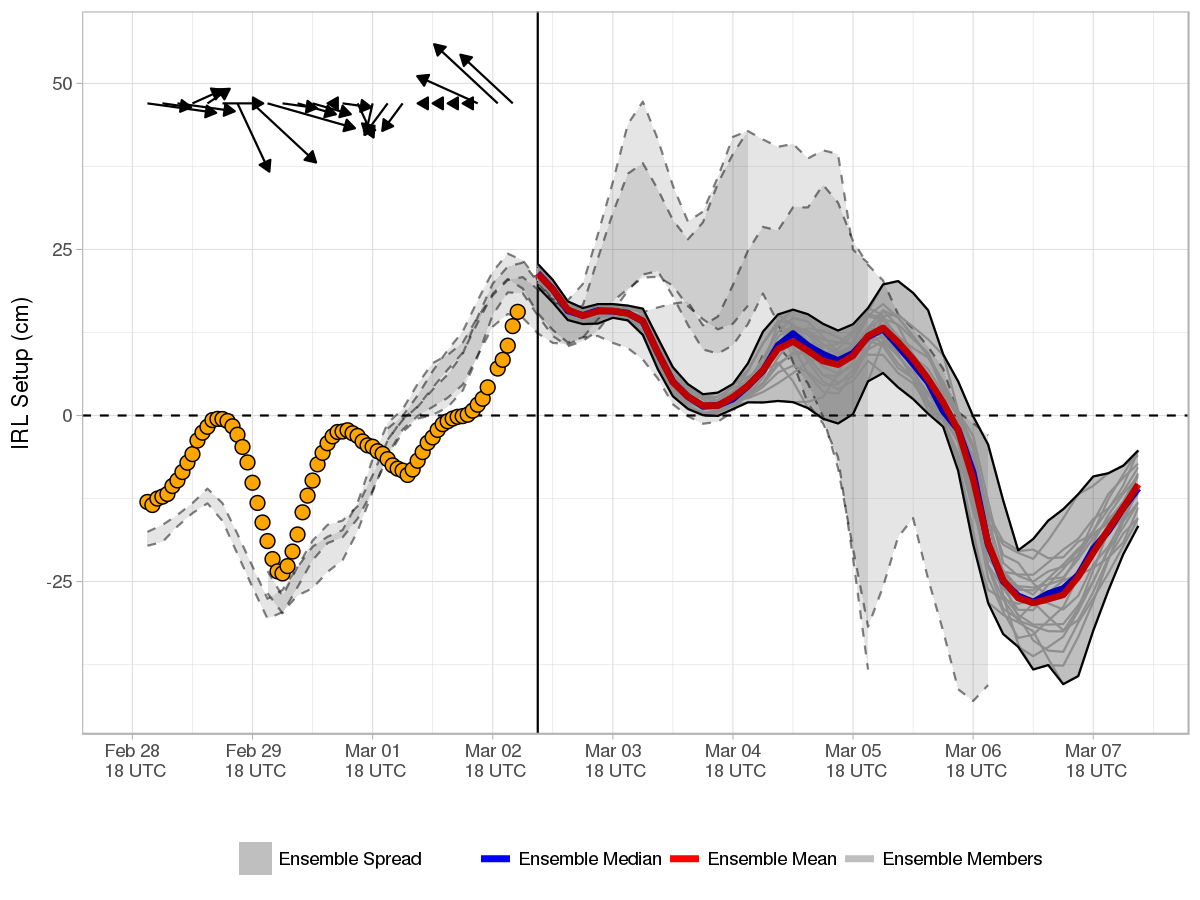 IRL Setup (cm)
50
25
0
-25
Feb 28 Feb 29 Mar 01 Mar 02 Mar 03 Mar 04 Mar 05 Mar 06 Mar 07
18 UTC 18 UTC 18 UTC 18 UTC 18 UTC 18 UTC 18 UTC 18 UTC 18 UTC
Ensemble Spread Ensemble Median Ensemble Mean Ensemble Members